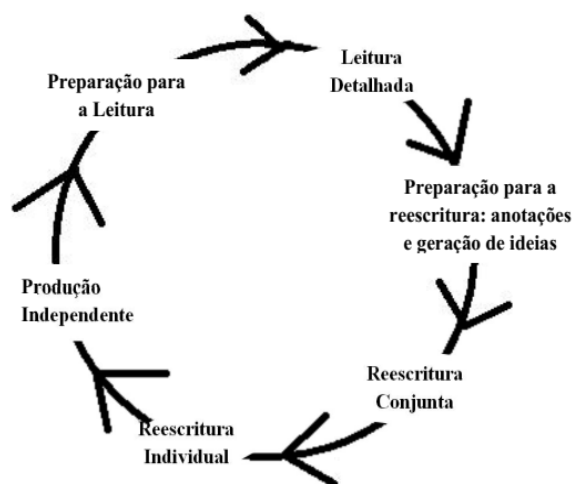 Preparação para
a Leitura
Leitura
Detalhada
Preparação para a
reescritura: anotações
e geração de ideias
Reescritura
Conjunta
Reescritura
Individual
Produção
Independente